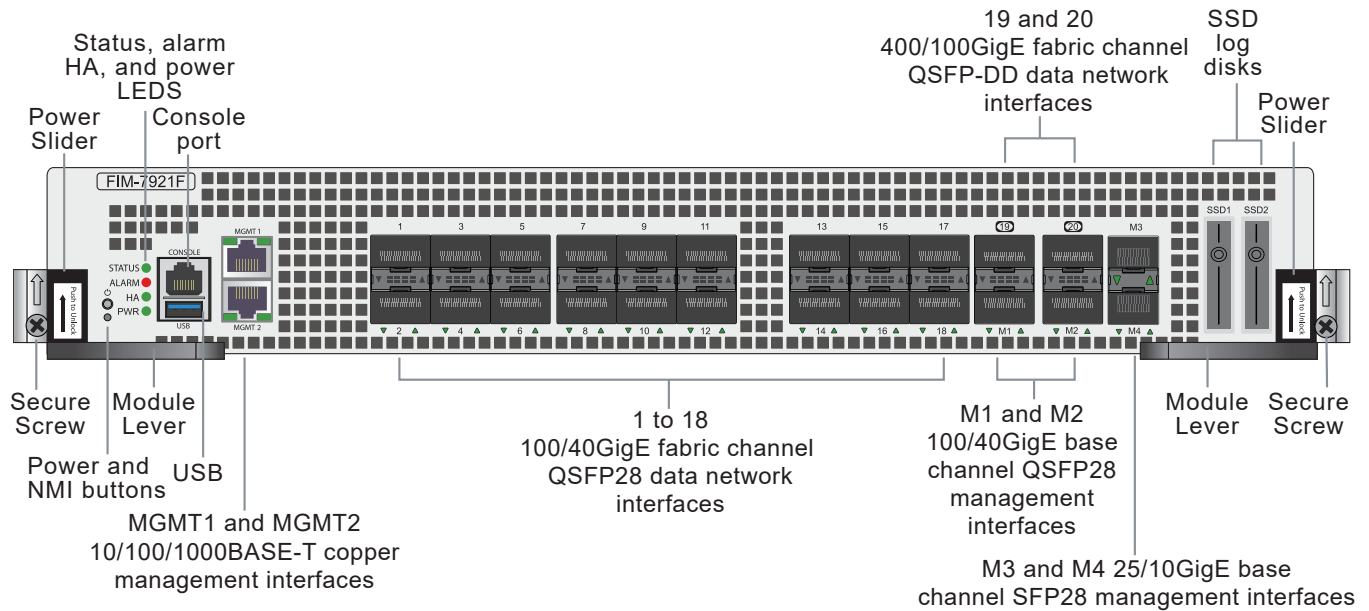 19 and 20
400/100GigE fabric channel
QSFP-DD data network
interfaces
SSD
log
disks
Status, alarm
HA, and power
LEDS
Power
Slider
Console
port
Power
Slider
FIM-7921F
MGMT 1
1 3 5 7 9 11 13 15 17 19 20 M3
SSD1 SSD2
CONSOLE
STATUS
ALARM
HA
PWR
Push to Unlock
Push to Unlock
USB
MGMT 2
2 4 6 8 10 12 14 16 18 M1 M2 M4
Secure
Screw
Module
Lever
Power and
NMI buttons
USB
MGMT1 and MGMT2
10/100/1000BASE-T copper
management interfaces
1 to 18
100/40GigE fabric channel
QSFP28 data network
interfaces
M1 and M2
100/40GigE base
channel QSFP28
management
interfaces
M3 and M4 25/10GigE base
channel SFP28 management interfaces
Module
Lever
Secure
Screw